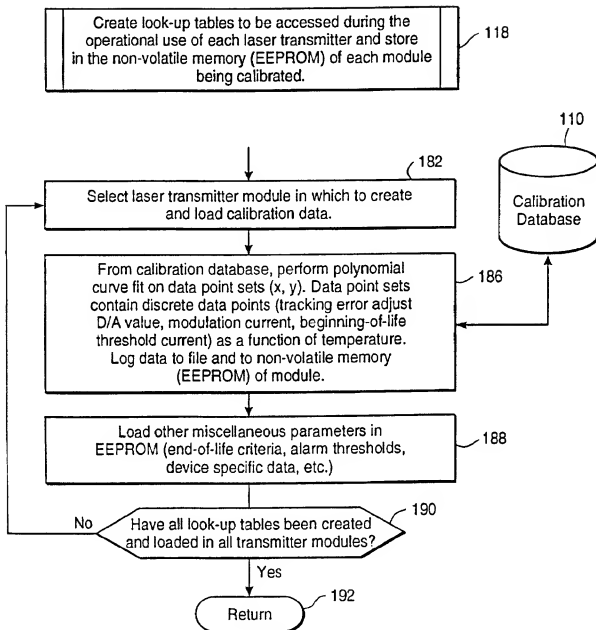 Create look-up tables to be accessed during the
operational use of each laser transmitter and store
in the non-volatile memory (EEPROM) of each module
being calibrated.
118
182
110
Select laser transmitter module in which to create
and load calibration data.
Calibration
Database
From calibration database, perform polynomial
curve fit on data point sets (x, y). Data point sets
contain discrete data points (tracking error adjust
D/A value, modulation current, beginning-of-life
threshold current) as a function of temperature.
Log data to file and to non-volatile memory
(EEPROM) of module.
186
Load other miscellaneous parameters in
EEPROM (end-of-life criteria, alarm thresholds,
device specific data, etc.)
188
No
Have all look-up tables been created
and loaded in all transmitter modules?
190
Yes
Return
192